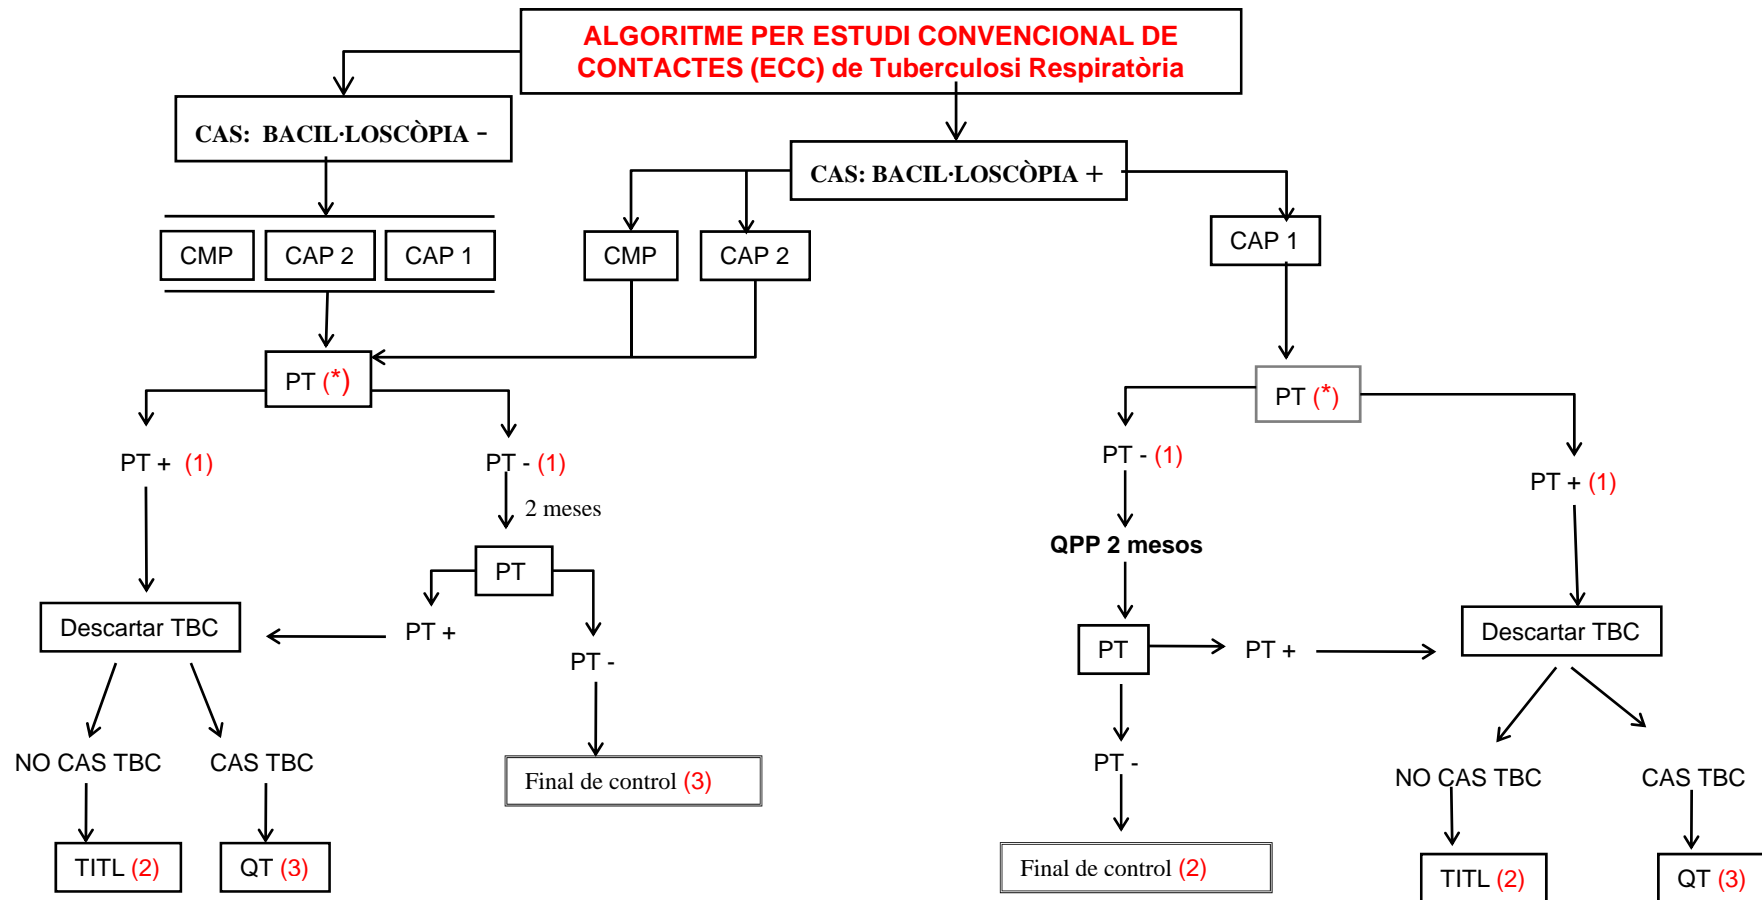 ALGORITME PER ESTUDI CONVENCIONAL DE
CONTACTES (ECC) de Tuberculosi Respiratòria
CAS: BACIL·LOSCÒPIA -
CAS: BACIL·LOSCÒPIA +
CMP
CAP 2
CAP 1
CMP
CAP 2
CAP 1
PT (*)
PT (*)
PT + (1)
PT - (1)
PT - (1)
PT + (1)
2 meses
QPP 2 mesos
PT
Descartar TBC
PT +
PT -
PT
PT +
Descartar TBC
NO CAS TBC
CAS TBC
Final de control (3)
PT -
NO CAS TBC
CAS TBC
TITL (2)
QT (3)
Final de control (2)
TITL (2)
QT (3)